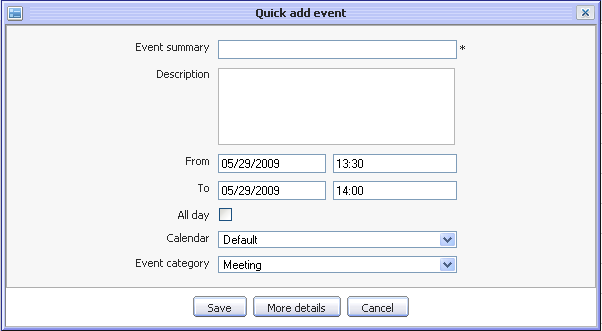 Quick add event
Event summary *
Description
From 05/29/2009 13:30
To 05/29/2009 14:00
All day
Calendar Default
Event category Meeting
Save More details Cancel